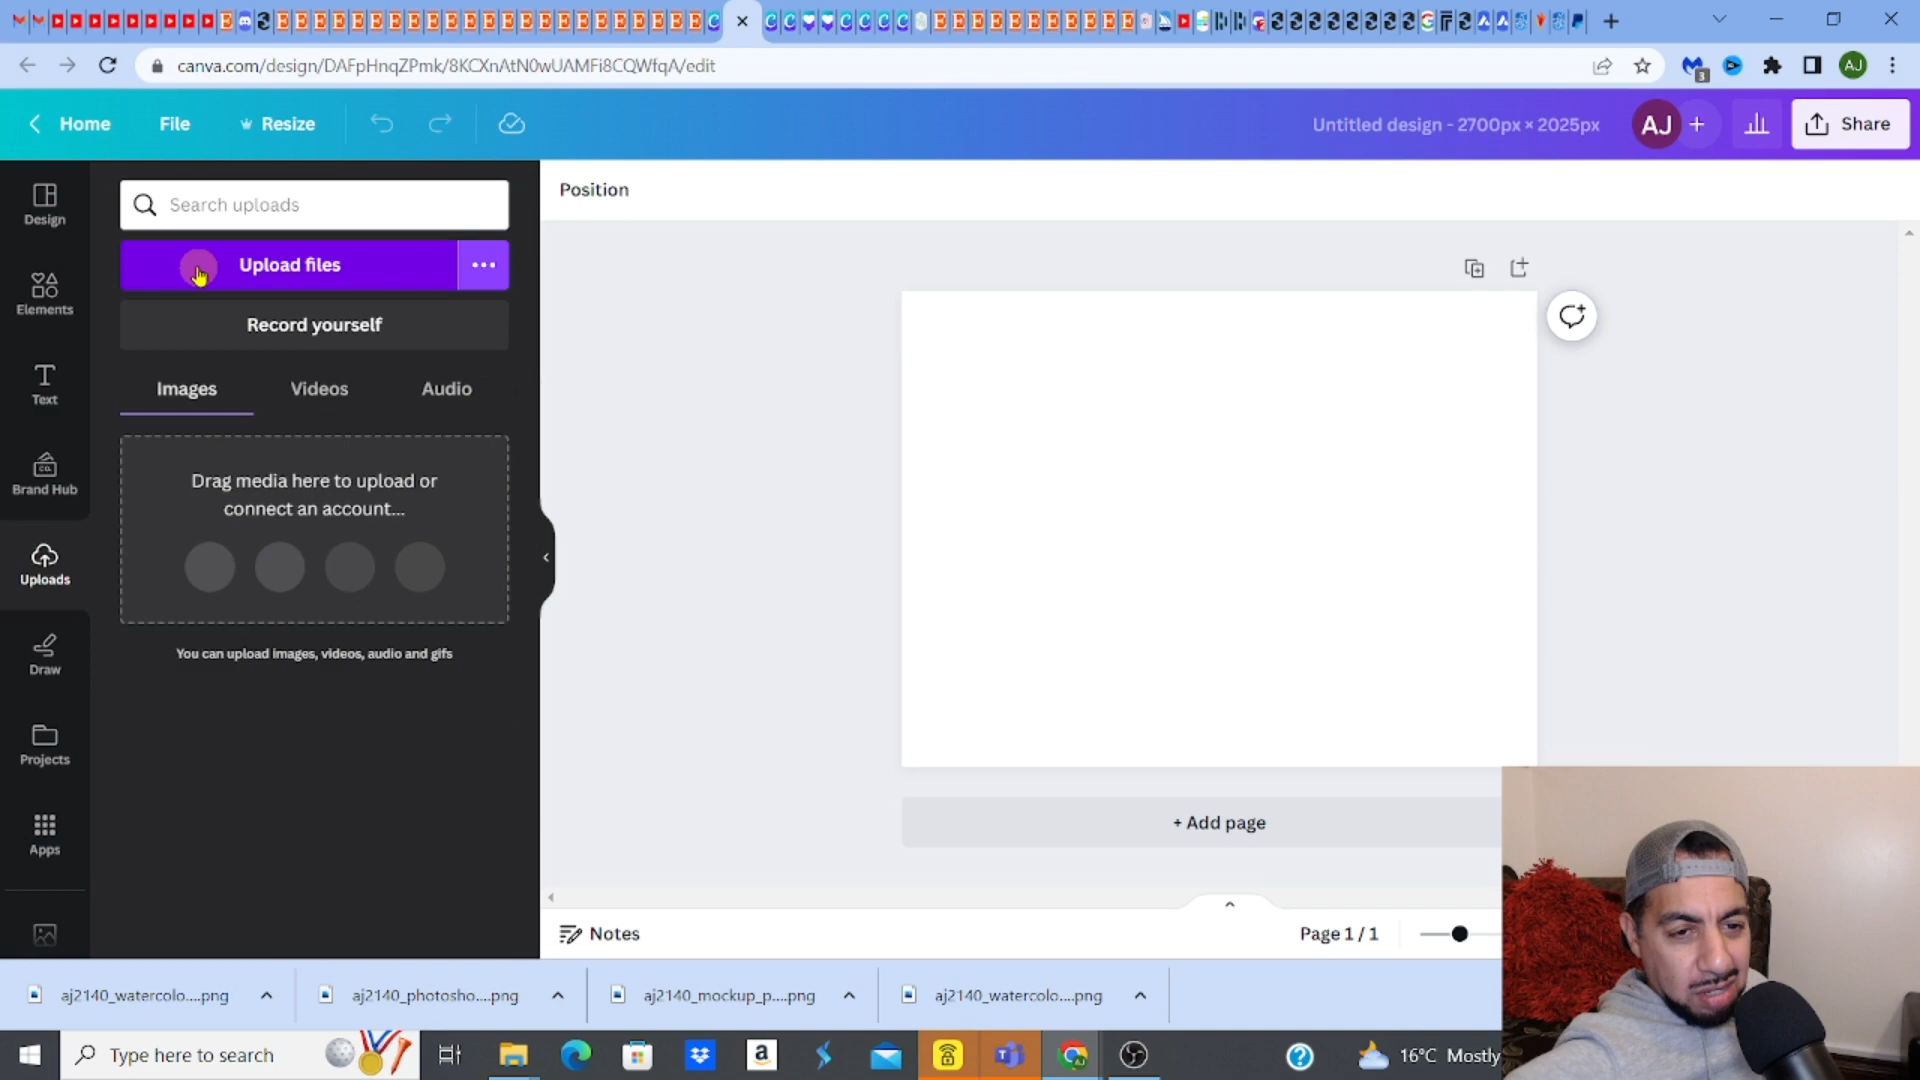 canva.com/design/DAFpHnqZPmk/8KCXnAtN0wUAMFi8CQWfqA/edit
3
AJ
Home
File
Resize
Untitled design - 2700px × 2025px
AJ
+
Share
Design
Elements
Text
Brand Hub
Uploads
Draw
Projects
Apps
Search uploads
Upload files
Record yourself
Images
Videos
Audio
Drag media here to upload or
connect an account...
You can upload images, videos, audio and gifs
Position
+ Add page
Notes
Page 1 / 1
aj2140_watercolo....png
aj2140_photosho....png
aj2140_mockup_p....png
aj2140_watercolo....png
Type here to search
16°C Mostly